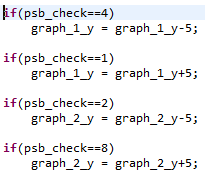 if(psb_check==4)
graph_1_y = graph_1_y-5;
if(psb_check==1)
graph_1_y = graph_1_y+5;
if(psb_check==2)
graph_2_y = graph_2_y-5;
if(psb_check==8)
graph_2_y = graph_2_y+5;